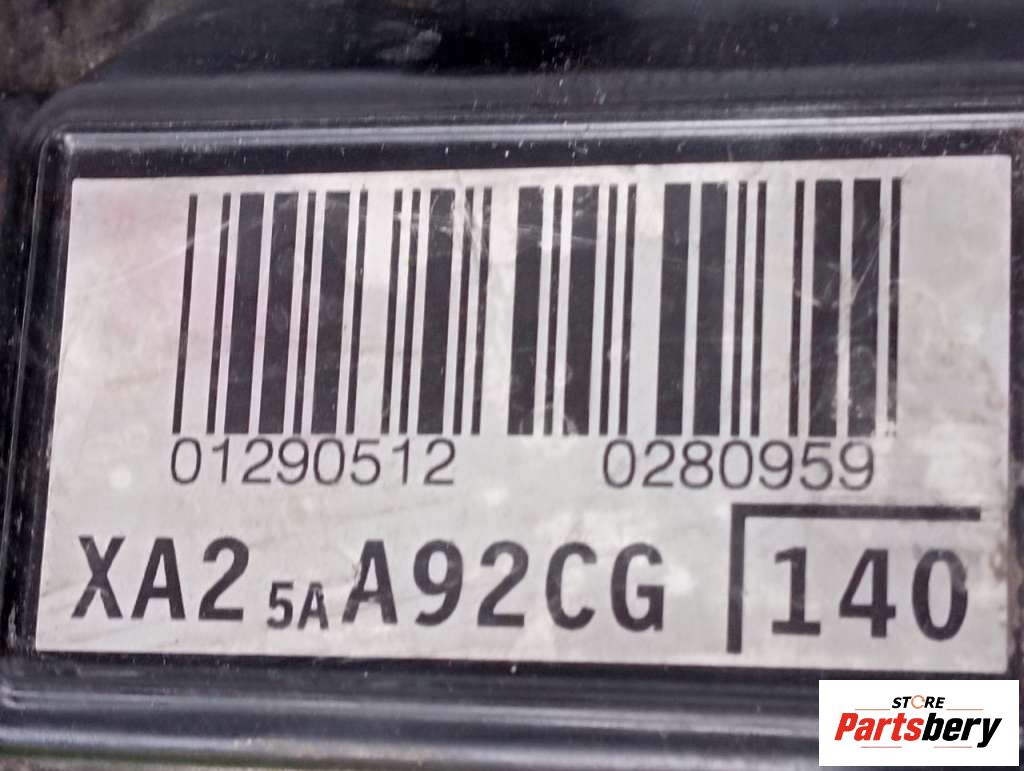 01290512 0280959
XA2 5A A92CG 140
STORE
Partsbery